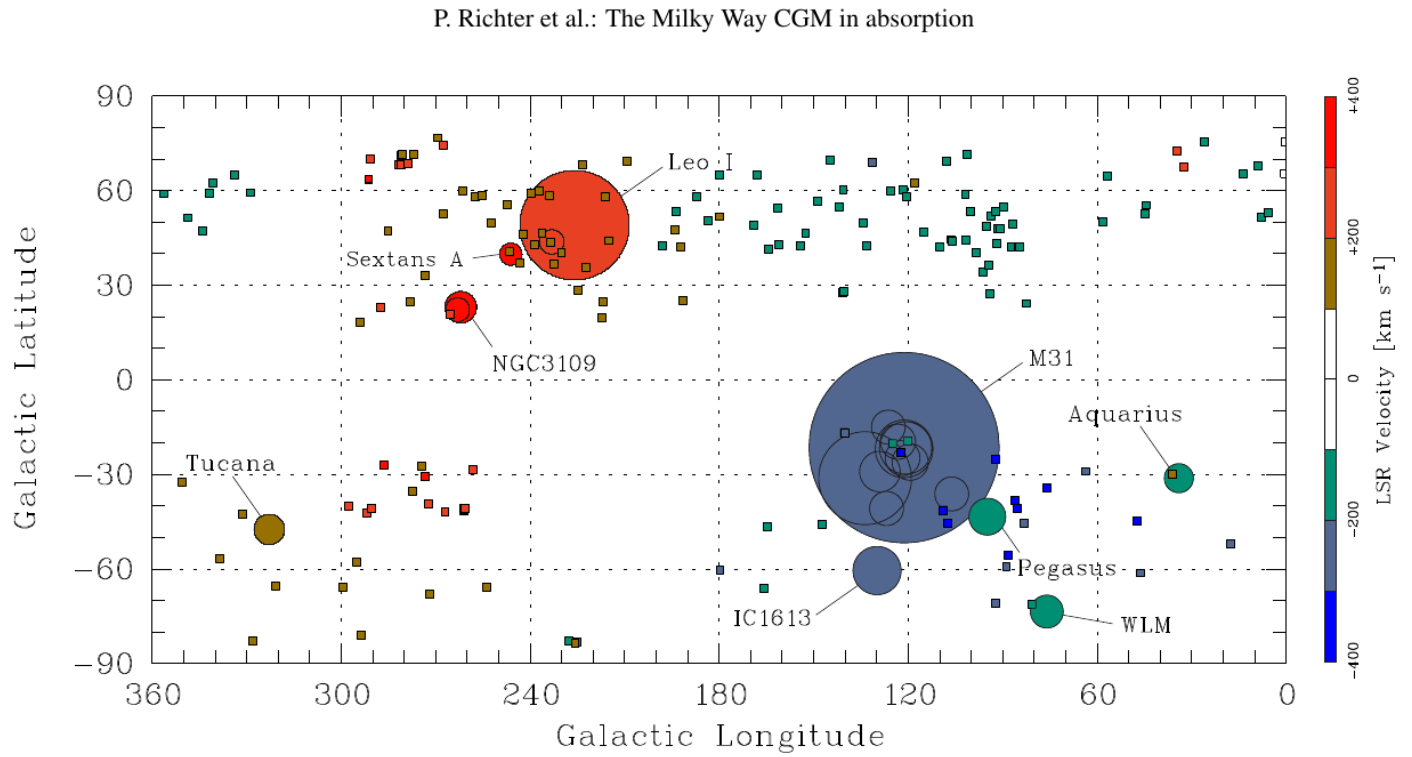 P. Richter et al.: The Milky Way CGM in absorption
90
60
30
0
−30
−60
−90
Galactic Latitude
360
300
240
180
120
60
0
Galactic Longitude
Leo I
Sextans A
NGC3109
M31
Aquarius
Tucana
Pegasus
IC1613
WLM
+400
+200
0
−200
−400
LSR Velocity [km s⁻¹]